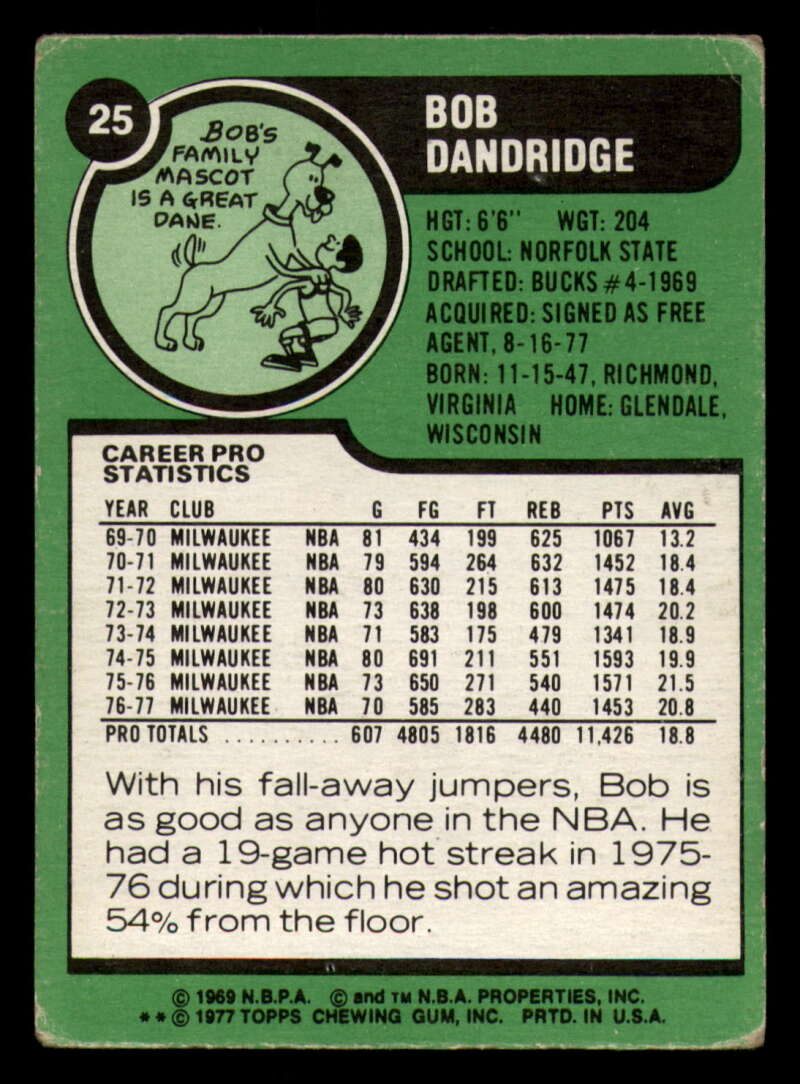 25
BOB'S
FAMILY
MASCOT
IS A GREAT
DANE.
BOB
DANDRIDGE
HGT: 6'6" WGT: 204
SCHOOL: NORFOLK STATE
DRAFTED: BUCKS #4-1969
ACQUIRED: SIGNED AS FREE
AGENT, 8-16-77
BORN: 11-15-47, RICHMOND,
VIRGINIA HOME: GLENDALE,
WISCONSIN
CAREER PRO
STATISTICS
YEAR CLUB G FG FT REB PTS AVG
69-70 MILWAUKEE NBA 81 434 199 625 1067 13.2
70-71 MILWAUKEE NBA 79 594 264 632 1452 18.4
71-72 MILWAUKEE NBA 80 630 215 613 1475 18.4
72-73 MILWAUKEE NBA 73 638 198 600 1474 20.2
73-74 MILWAUKEE NBA 71 583 175 479 1341 18.9
74-75 MILWAUKEE NBA 80 691 211 551 1593 19.9
75-76 MILWAUKEE NBA 73 650 271 540 1571 21.5
76-77 MILWAUKEE NBA 70 585 283 440 1453 20.8
PRO TOTALS .......... 607 4805 1816 4480 11,426 18.8
With his fall-away jumpers, Bob is
as good as anyone in the NBA. He
had a 19-game hot streak in 1975-
76 during which he shot an amazing
54% from the floor.
© 1969 N.B.P.A. © and TM N.B.A. PROPERTIES, INC.
** © 1977 TOPPS CHEWING GUM, INC. PRTD. IN U.S.A.